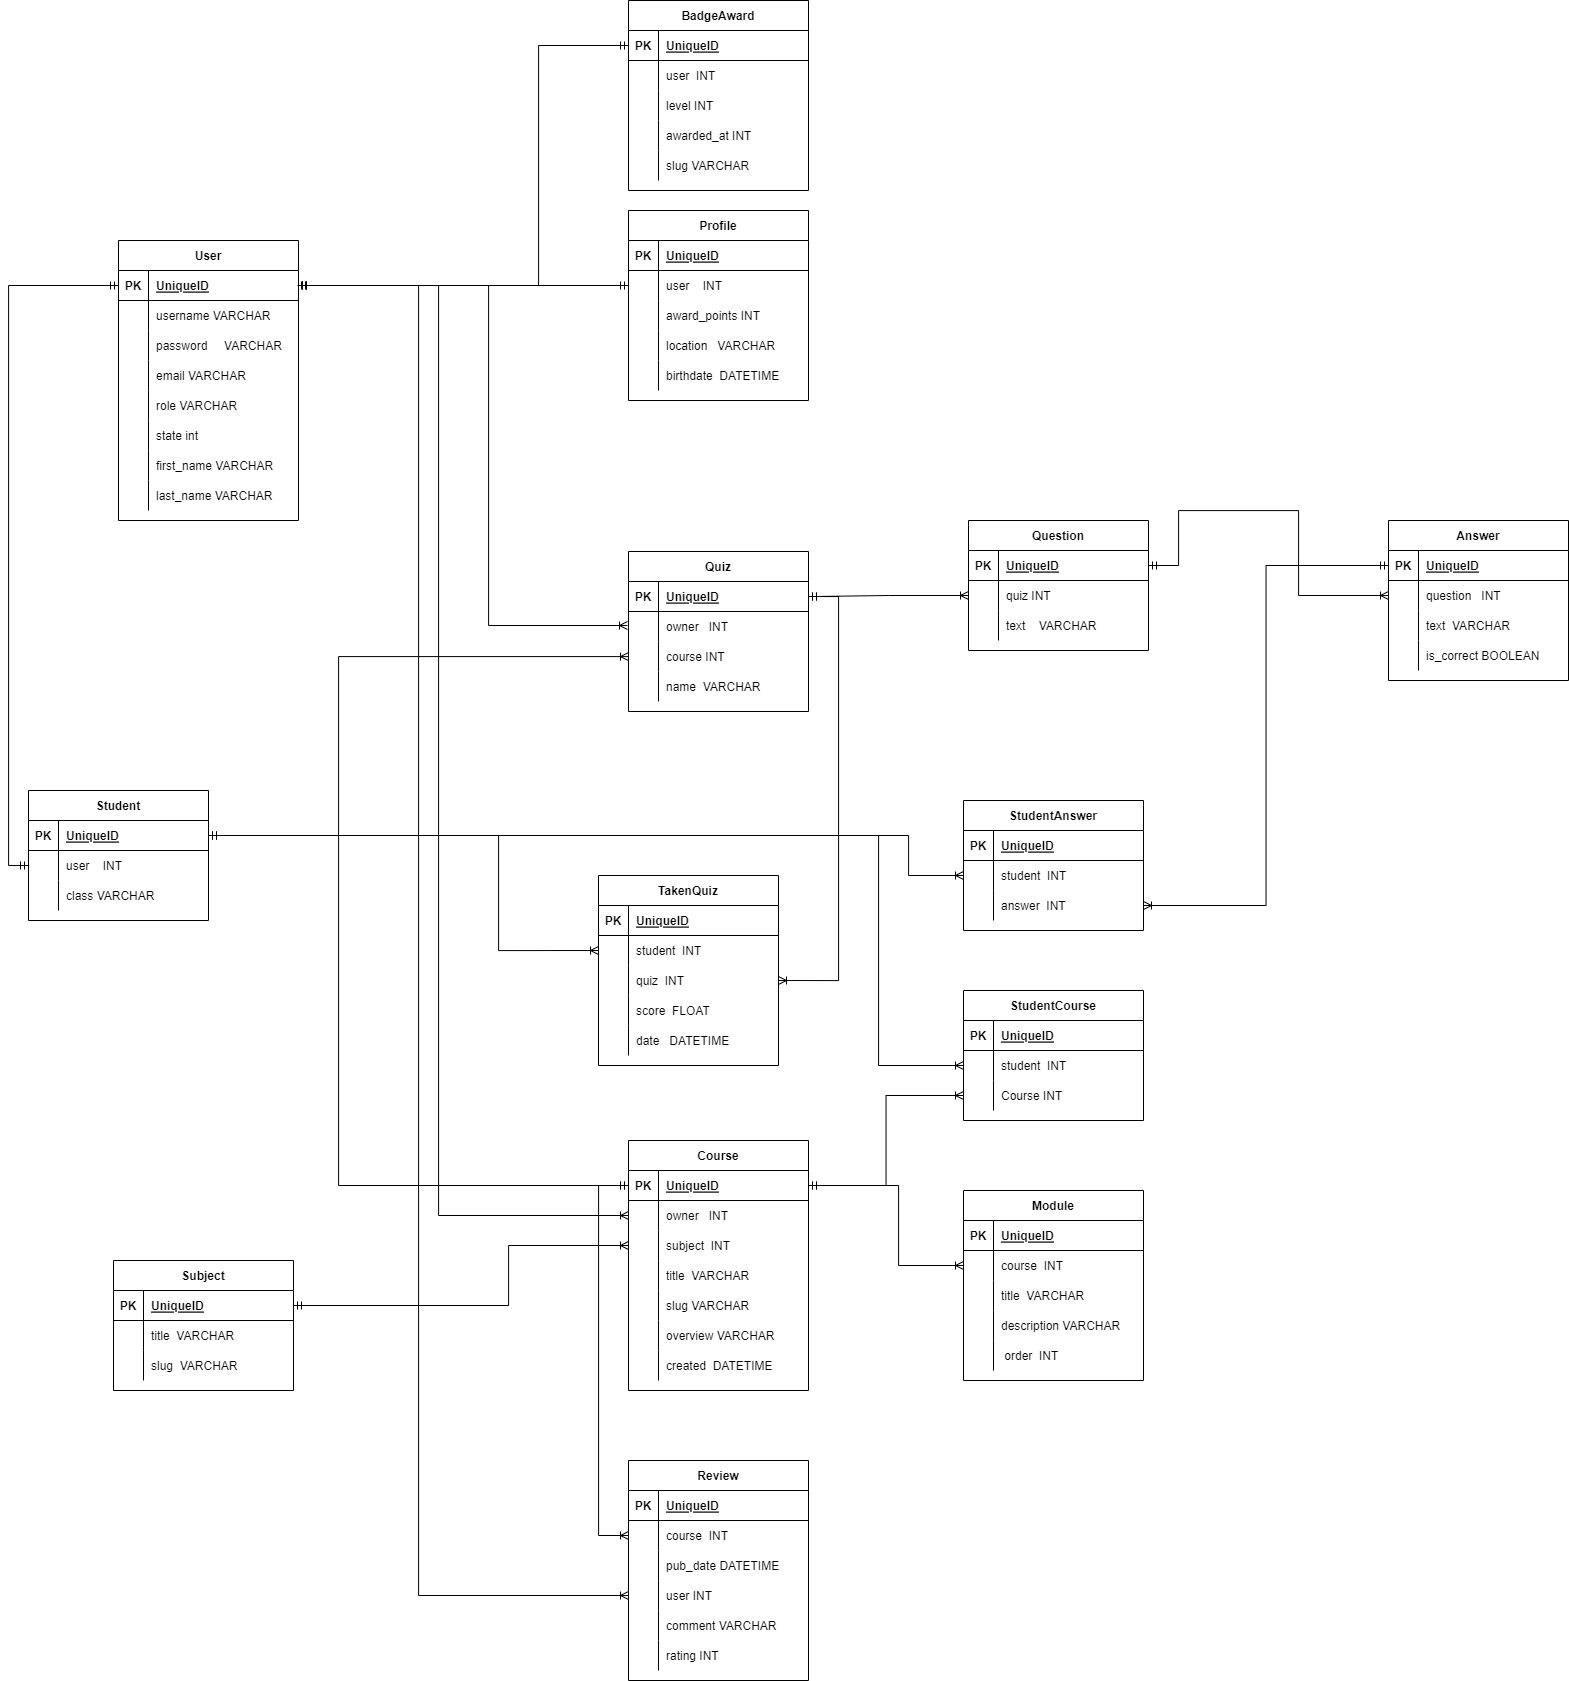 BadgeAward
PK UniqueID
user INT
level INT
awarded_at INT
slug VARCHAR
Profile
PK UniqueID
user INT
award_points INT
location VARCHAR
birthdate DATETIME
User
PK UniqueID
username VARCHAR
password VARCHAR
email VARCHAR
role VARCHAR
state int
first_name VARCHAR
last_name VARCHAR
Quiz
PK UniqueID
owner INT
course INT
name VARCHAR
Question
PK UniqueID
quiz INT
text VARCHAR
Answer
PK UniqueID
question INT
text VARCHAR
is_correct BOOLEAN
Student
PK UniqueID
user INT
class VARCHAR
TakenQuiz
PK UniqueID
student INT
quiz INT
score FLOAT
date DATETIME
StudentAnswer
PK UniqueID
student INT
answer INT
StudentCourse
PK UniqueID
student INT
Course INT
Course
PK UniqueID
owner INT
subject INT
title VARCHAR
slug VARCHAR
overview VARCHAR
created DATETIME
Module
PK UniqueID
course INT
title VARCHAR
description VARCHAR
order INT
Subject
PK UniqueID
title VARCHAR
slug VARCHAR
Review
PK UniqueID
course INT
pub_date DATETIME
user INT
comment VARCHAR
rating INT